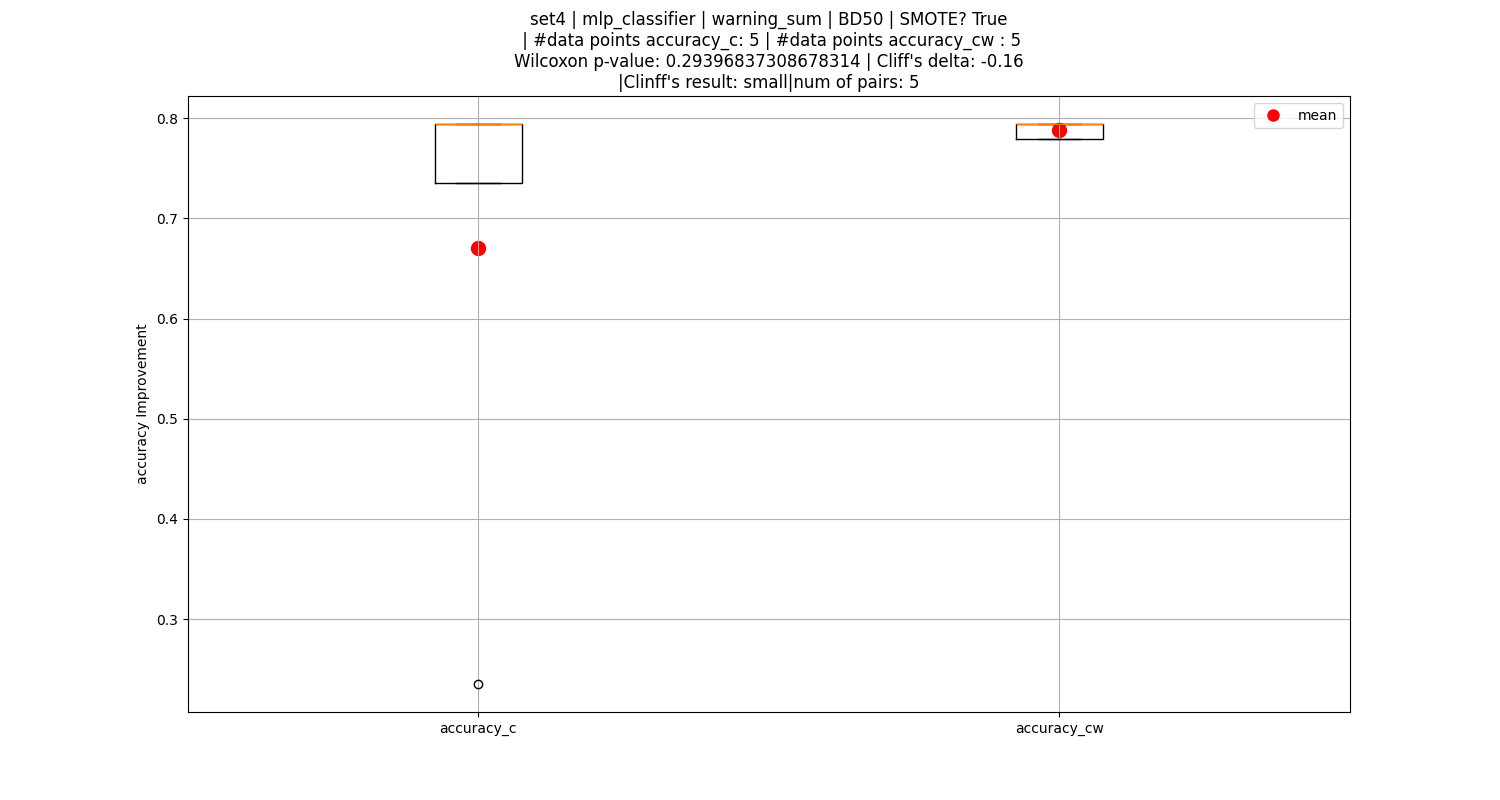 set4 | mlp_classifier | warning_sum | BD50 | SMOTE? True
| #data points accuracy_c: 5 | #data points accuracy_cw : 5
Wilcoxon p-value: 0.29396837308678314 | Cliff's delta: -0.16
|Clinff's result: small|num of pairs: 5
mean
accuracy Improvement
0.8
0.7
0.6
0.5
0.4
0.3
accuracy_c
accuracy_cw